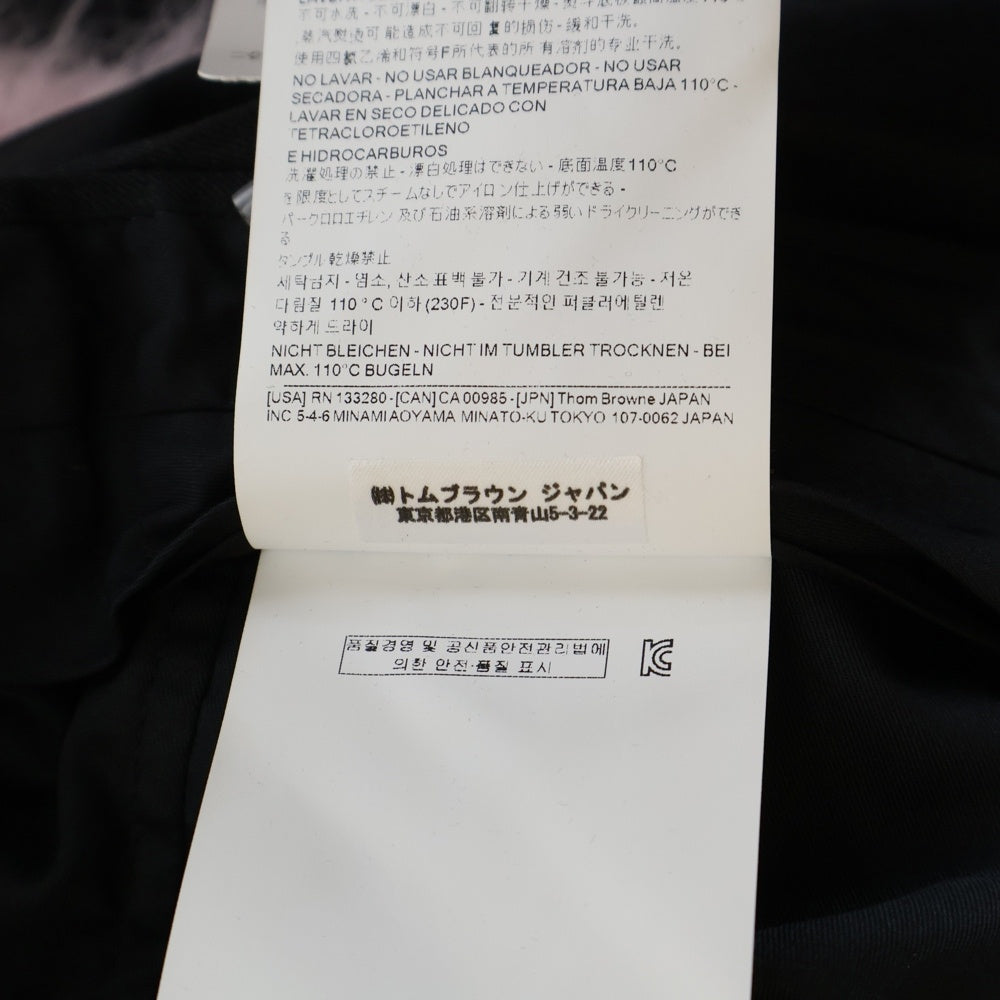 不可水洗 - 不可漂白 - 不可翻转干燥 -
蒸汽熨烫可能造成不可回 复的损伤 - 缓和干洗。
使用四氯乙烯和符号F所代表的所 有溶剂的专业干洗。
NO LAVAR - NO USAR BLANQUEADOR - NO USAR
SECADORA - PLANCHAR A TEMPERATURA BAJA 110°C -
LAVAR EN SECO DELICADO CON
TETRACLOROETILENO
E HIDROCARBUROS
洗濯処理の禁止 - 漂白処理はできない - 底面温度110°C
を限度としてスチームなしでアイロン仕上げができる -
パークロロエチレン 及び石油系溶剤による弱いドライクリーニングができ
る
タンブル乾燥禁止
세탁금지 - 염소, 산소 표백 불가 - 기계 건조 불가능 - 저온
다림질 110°C 이하 (230F) - 전문적인 퍼클러에틸렌
약하게 드라이
NICHT BLEICHEN - NICHT IM TUMBLER TROCKNEN - BEI
MAX. 110°C BUGELN
[USA] RN 133280 - [CAN] CA 00985 - [JPN] Thom Browne JAPAN
INC 5-4-6 MINAMIAOYAMA MINATO-KU TOKYO 107-0062 JAPAN
㈱トムブラウン ジャパン
東京都港区南青山5-3-22
품질경영 및 공산품안전관리법에
의한 안전·품질 표시
KC